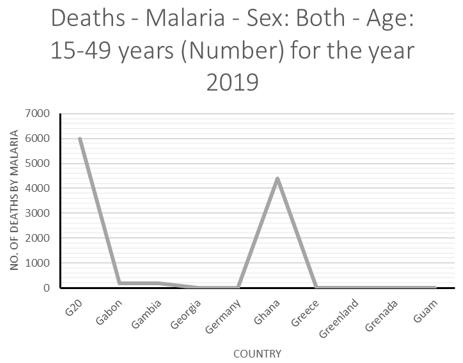 Deaths - Malaria - Sex: Both - Age:
15-49 years (Number) for the year
2019
7000
6000
5000
4000
3000
2000
1000
0
NO. OF DEATHS BY MALARIA
G20
Gabon
Gambia
Georgia
Germany
Ghana
Greece
Greenland
Grenada
Guam
COUNTRY